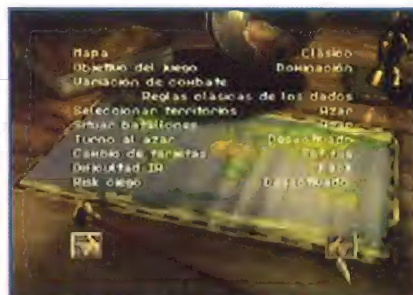 Mapa Clásico
Objetivo del juego Dominación
Variación de combate
Reglas clásicas de los dados
Seleccionar territorios Azar
Situar batallones
Turno al azar Desactivado
Cambio de tarjetas
Dificultad IA
Risk ciego Desactivado